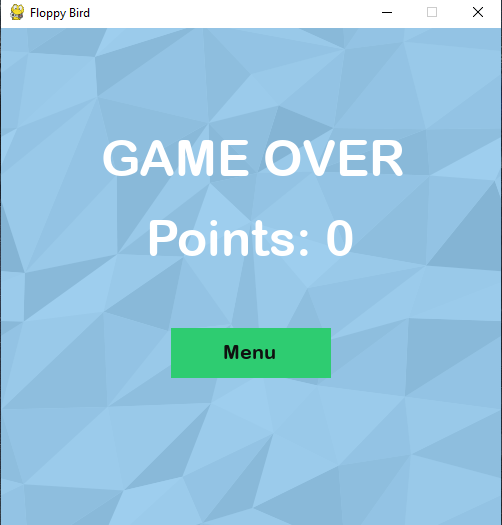 Floppy Bird
GAME OVER
Points: 0
Menu